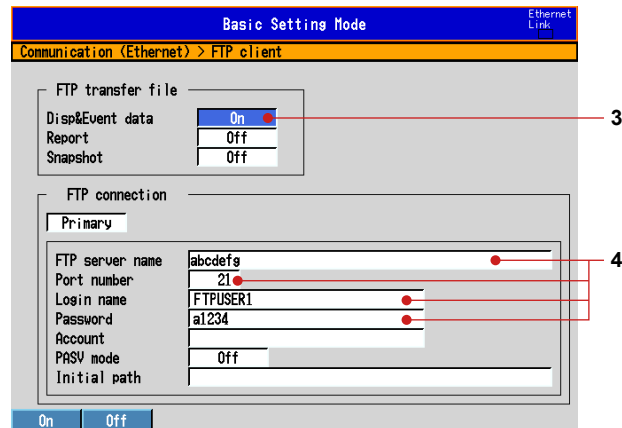 Basic Setting Mode
Ethernet
Link
Communication (Ethernet) > FTP client
FTP transfer file
Disp&Event data On 3
Report Off
Snapshot Off
FTP connection
Primary
FTP server name abcdefg 4
Port number 21
Login name FTPUSER1
Password a1234
Account
PASV mode Off
Initial path
On Off